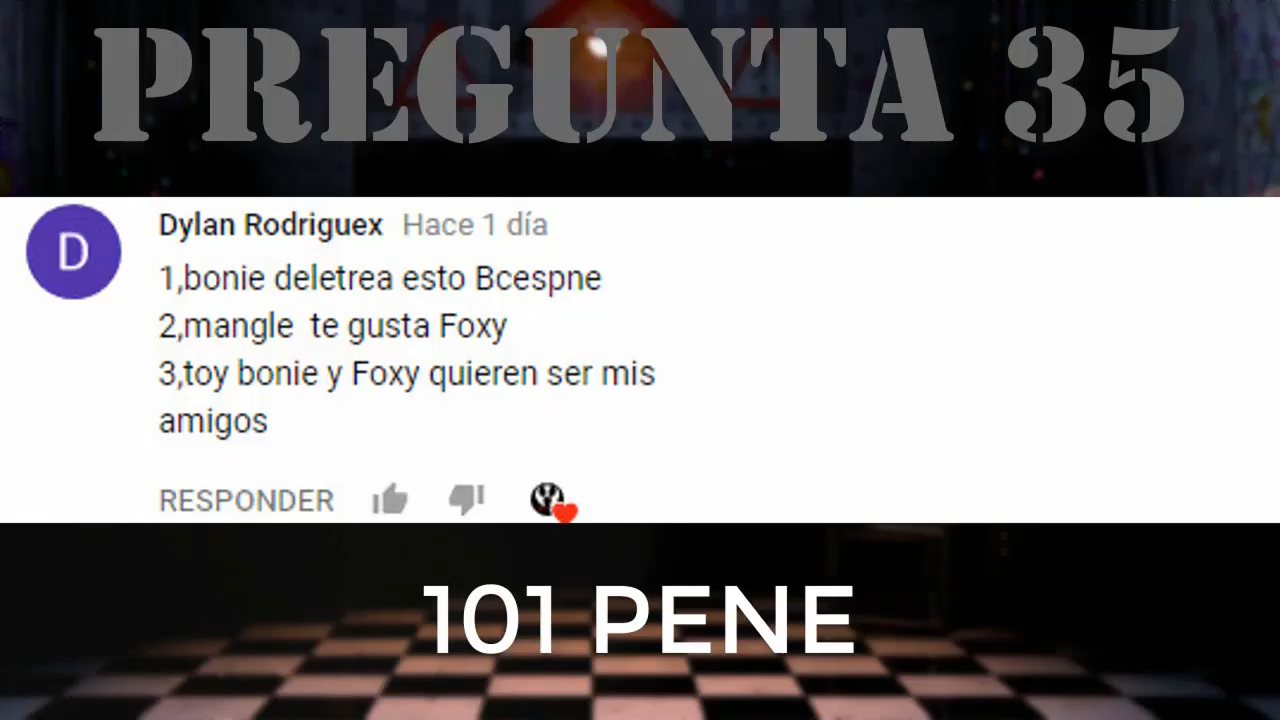 PREGUNTA 35
D
Dylan Rodriguex Hace 1 día
1,bonie deletrea esto Bcespne
2,mangle te gusta Foxy
3,toy bonie y Foxy quieren ser mis
amigos
RESPONDER
101 PENE